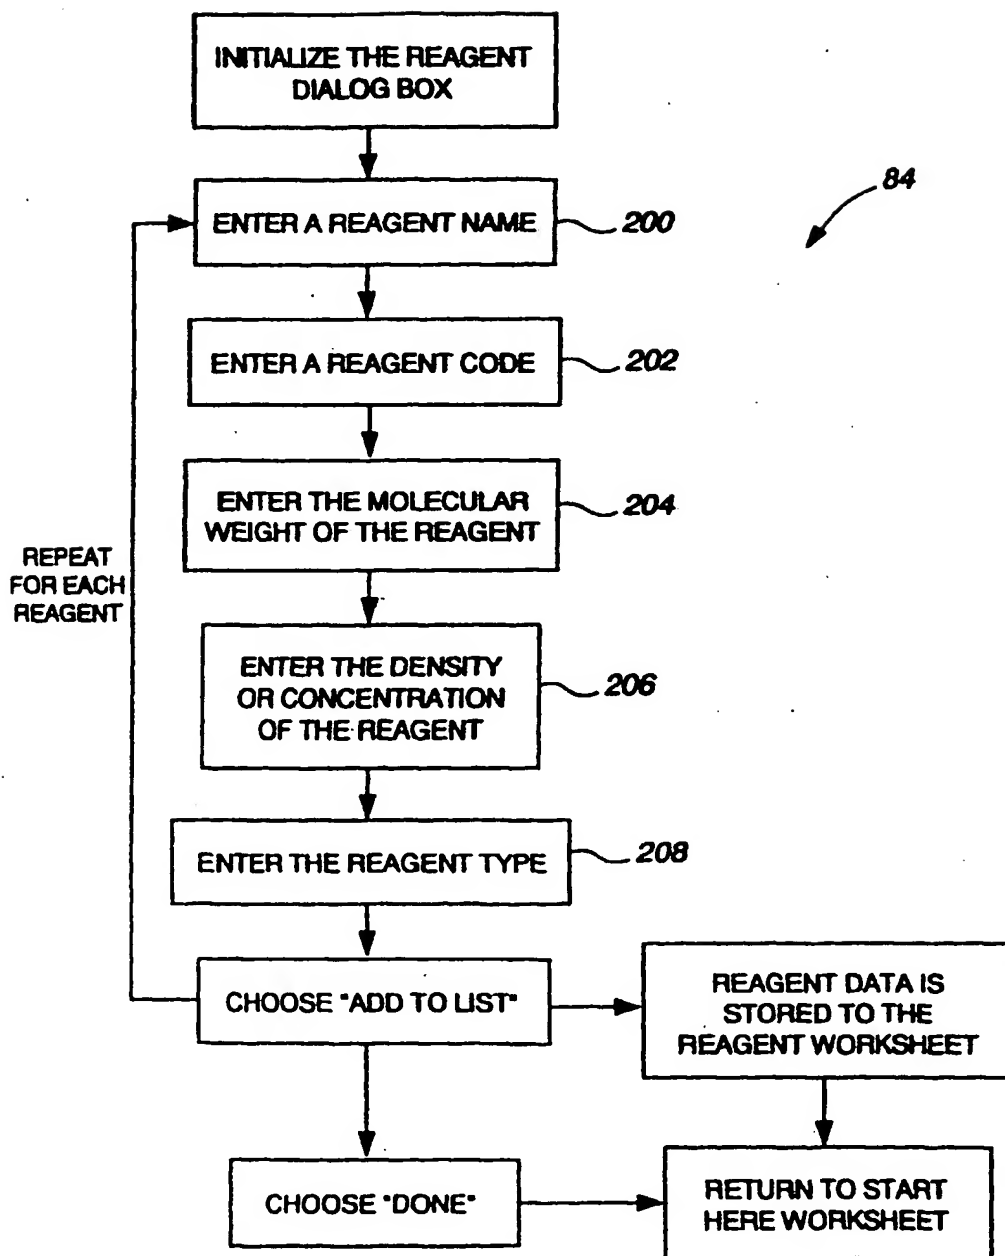 INITIALIZE THE REAGENT
DIALOG BOX
84
ENTER A REAGENT NAME
200
ENTER A REAGENT CODE
202
ENTER THE MOLECULAR
WEIGHT OF THE REAGENT
204
REPEAT
FOR EACH
REAGENT
ENTER THE DENSITY
OR CONCENTRATION
OF THE REAGENT
206
ENTER THE REAGENT TYPE
208
CHOOSE "ADD TO LIST"
REAGENT DATA IS
STORED TO THE
REAGENT WORKSHEET
CHOOSE "DONE"
RETURN TO START
HERE WORKSHEET